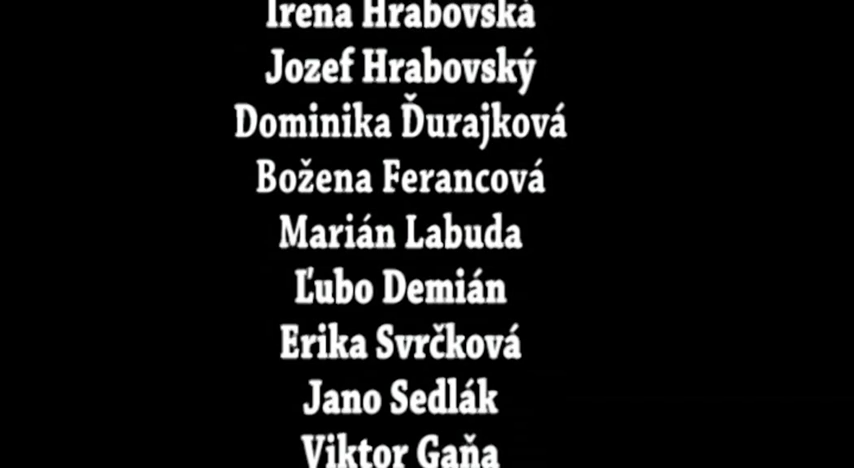 Irena Hrabovská
Jozef Hrabovský
Dominika Ďurajková
Božena Ferancová
Marián Labuda
Ľubo Demián
Erika Svrčková
Jano Sedlák
Viktor Gaňa